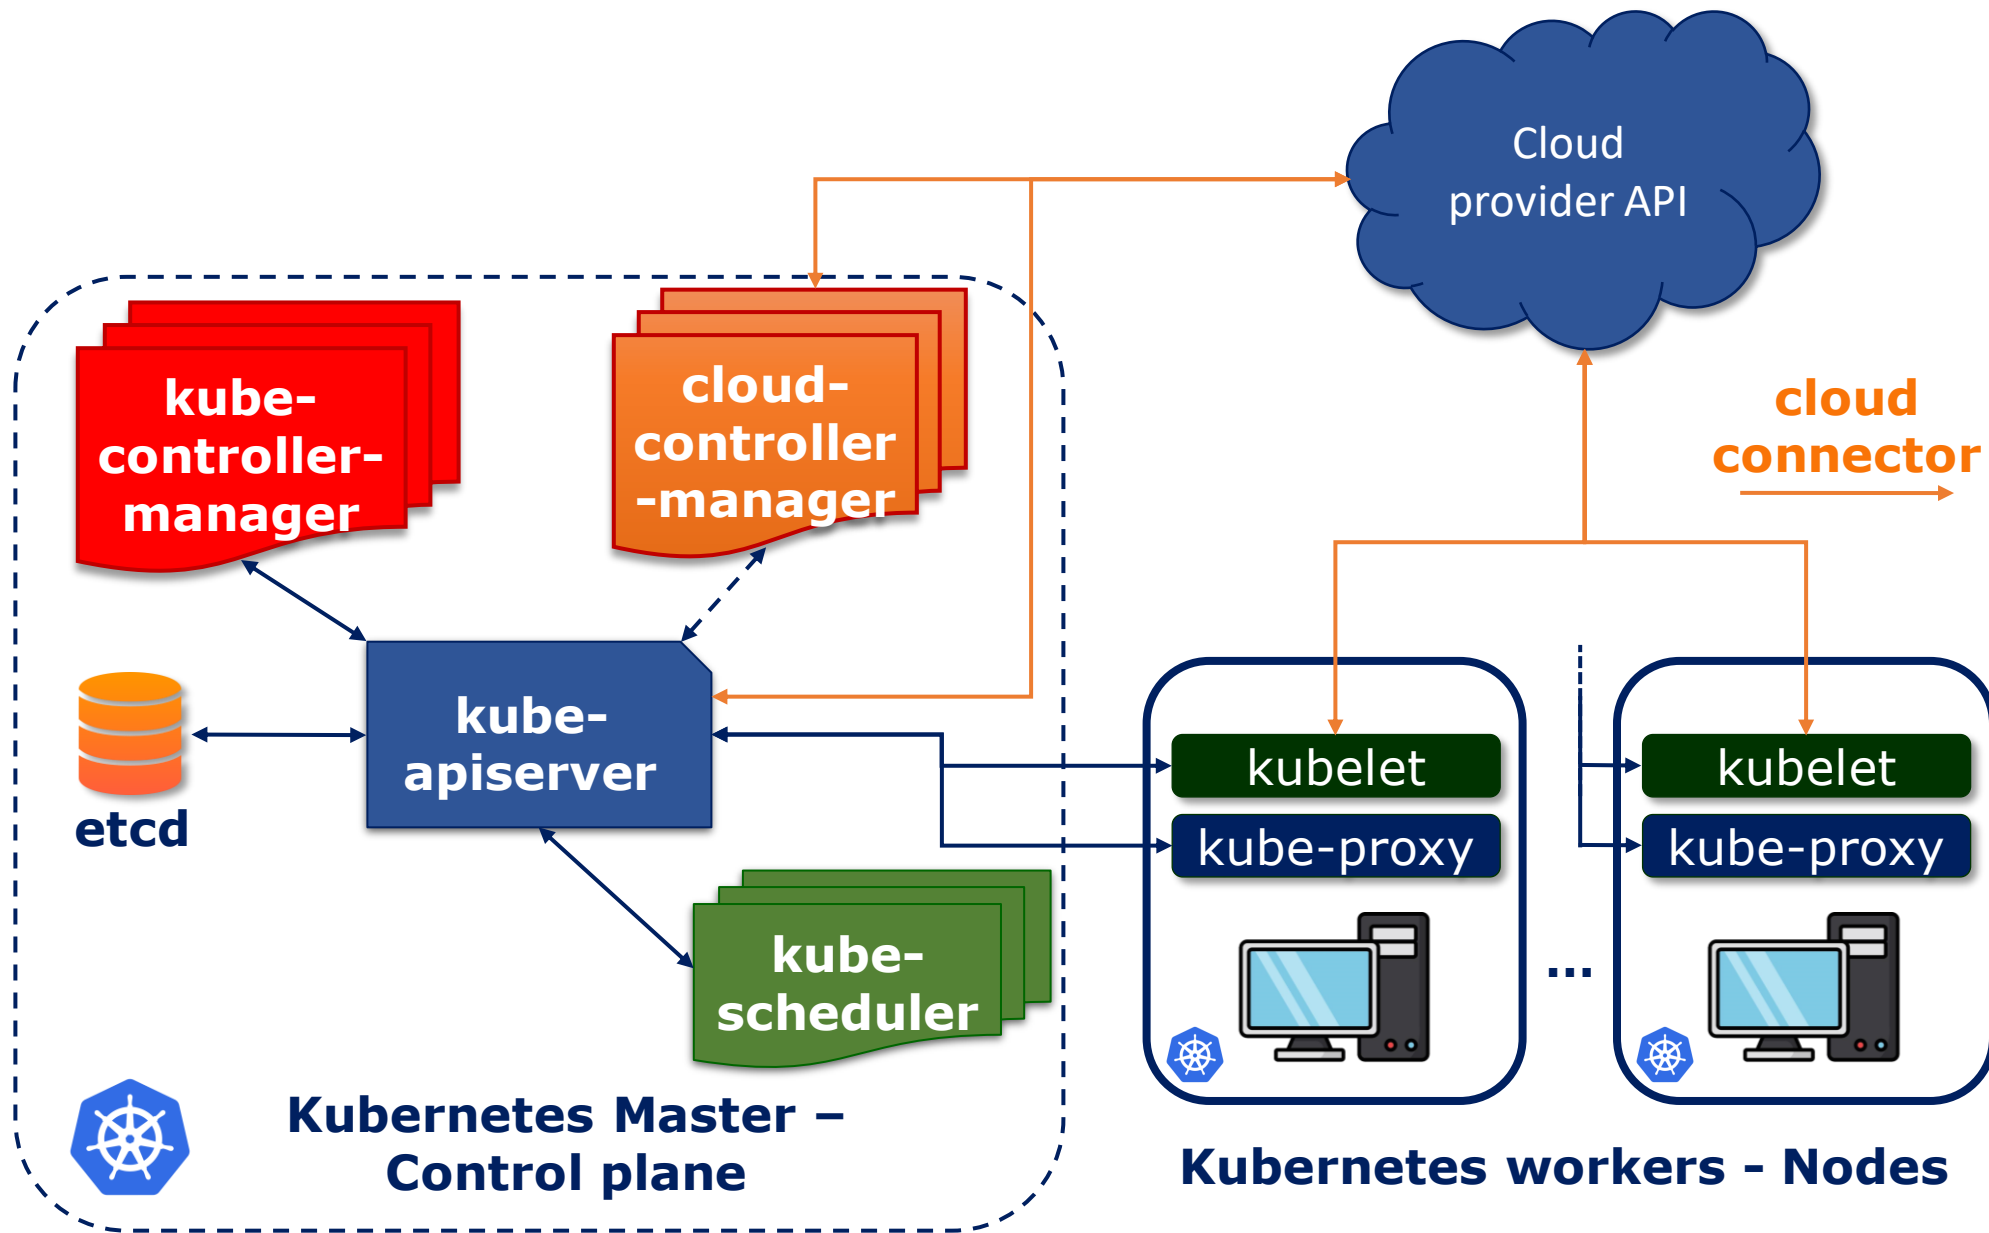 Cloud
provider API
kube-
controller-
manager
cloud-
controller
-manager
cloud
connector
kube-
apiserver
etcd
kubelet
kube-proxy
kubelet
kube-proxy
kube-
scheduler
...
Kubernetes Master –
Control plane
Kubernetes workers - Nodes